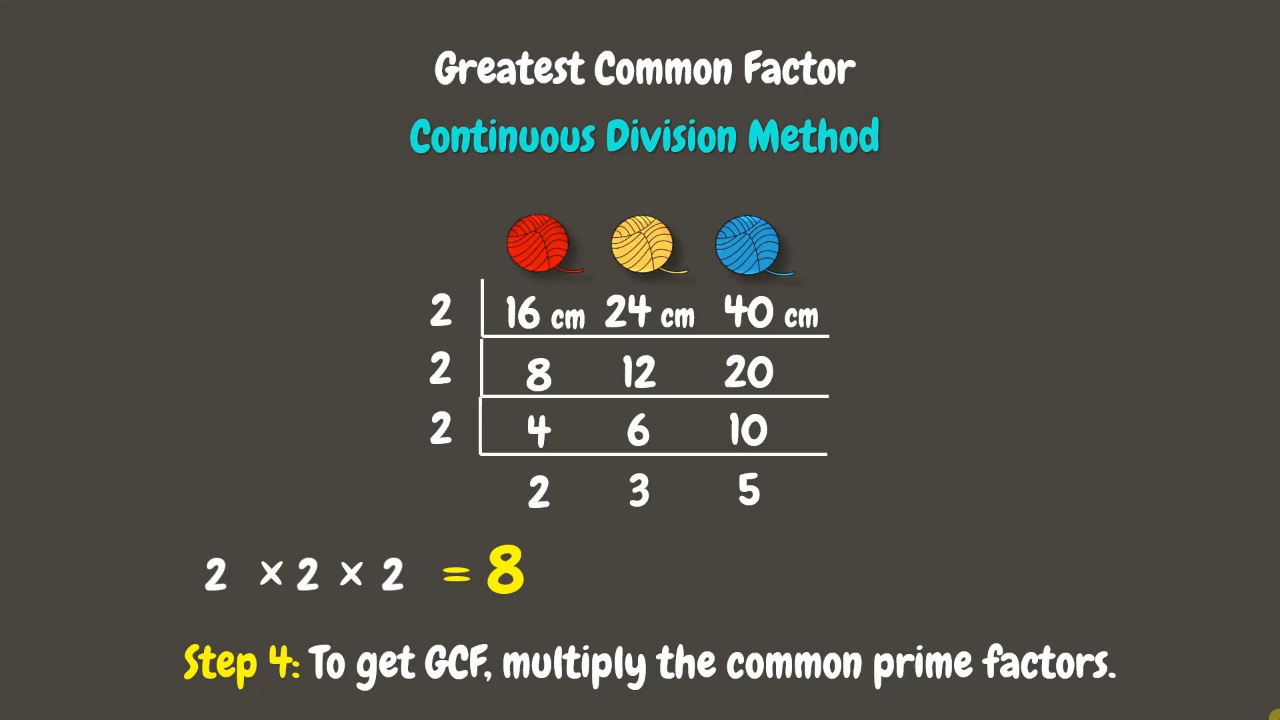 Greatest Common Factor
Continuous Division Method
2 16 cm 24 cm 40 cm
2 8 12 20
2 4 6 10
2 3 5
2 × 2 × 2 = 8
Step 4: To get GCF, multiply the common prime factors.